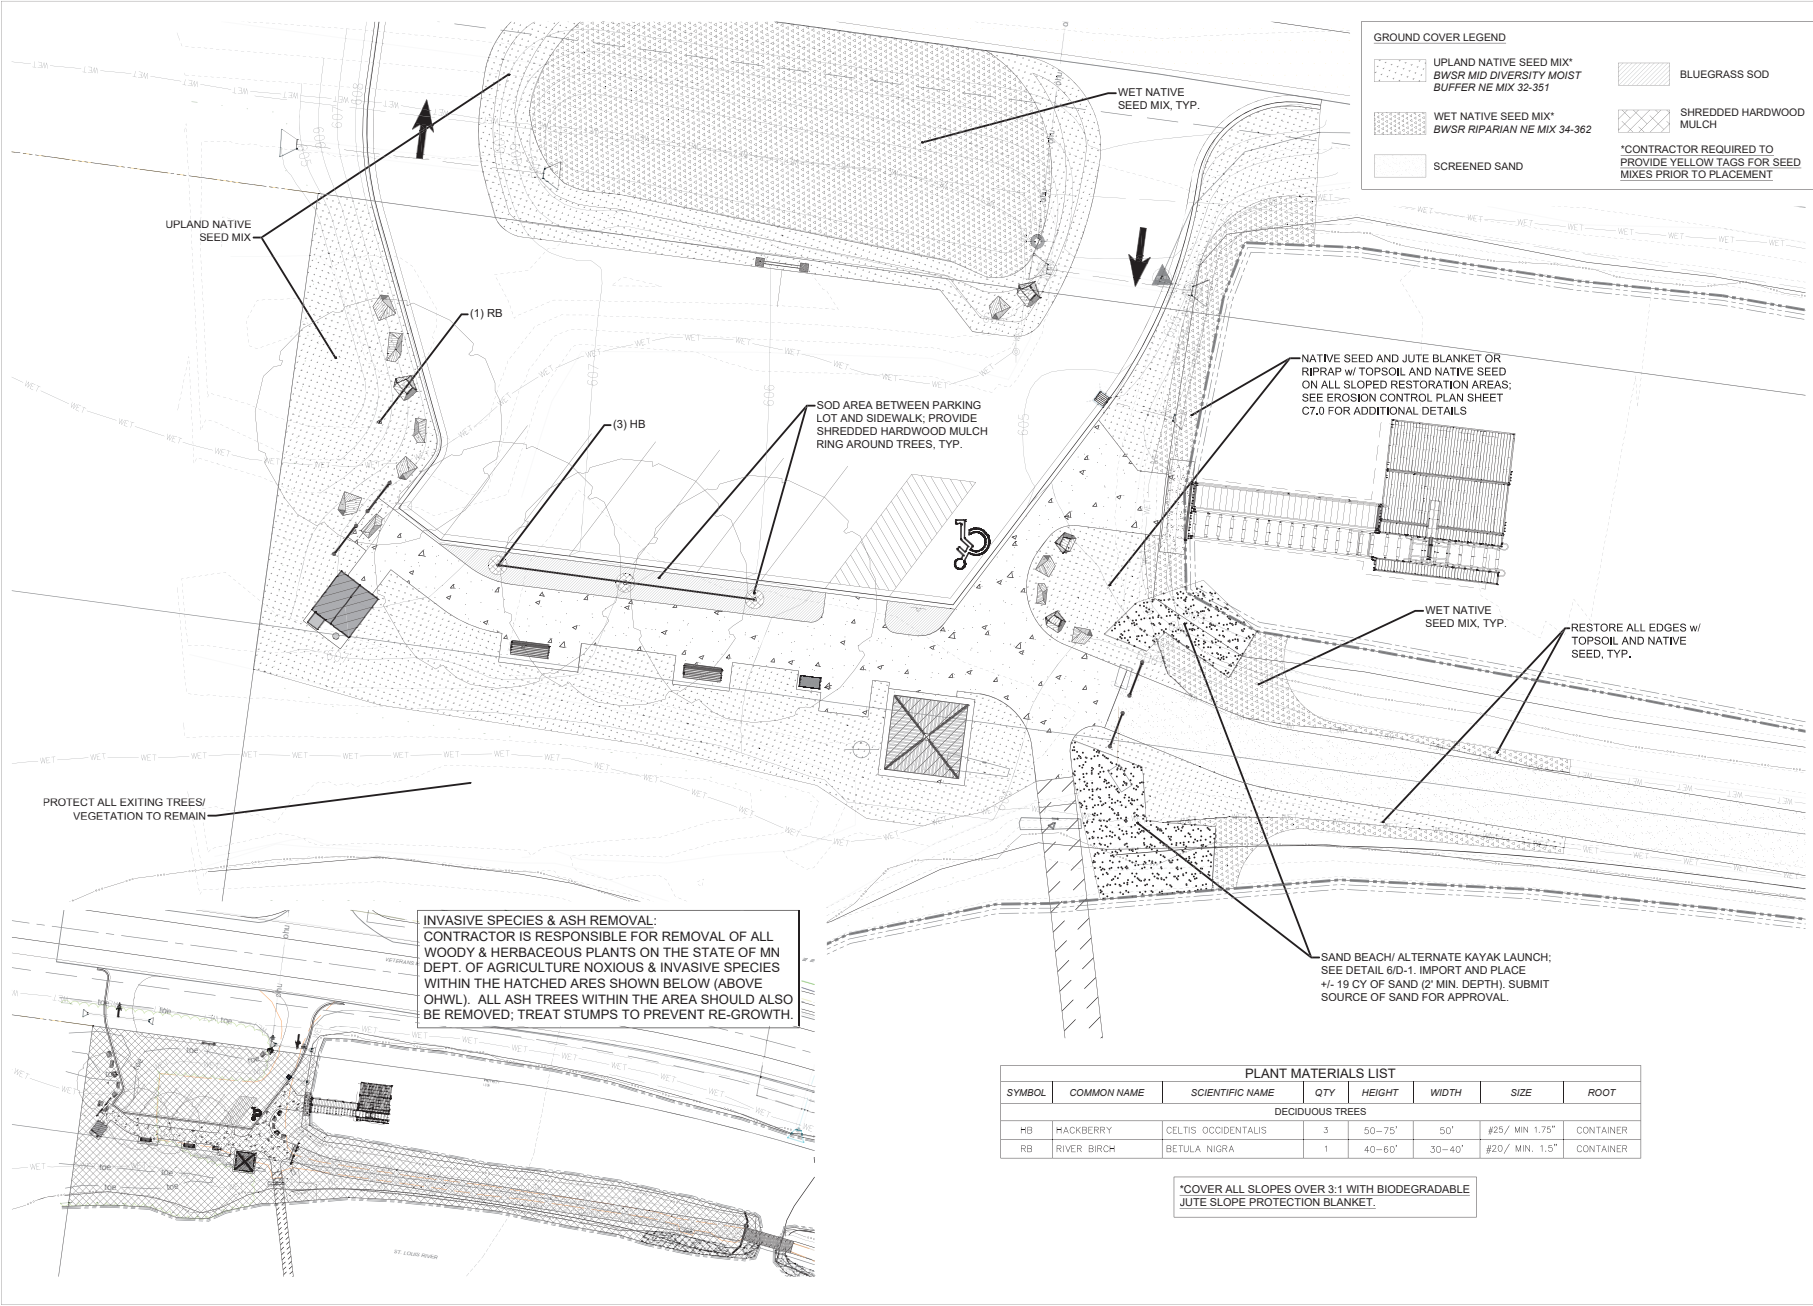 GROUND COVER LEGEND
UPLAND NATIVE SEED MIX*
BWSR MID DIVERSITY MOIST
BUFFER NE MIX 32-351
WET NATIVE SEED MIX*
BWSR RIPARIAN NE MIX 34-362
SCREENED SAND
BLUEGRASS SOD
SHREDDED HARDWOOD
MULCH
*CONTRACTOR REQUIRED TO
PROVIDE YELLOW TAGS FOR SEED
MIXES PRIOR TO PLACEMENT
WET NATIVE
SEED MIX, TYP.
UPLAND NATIVE
SEED MIX
(1) RB
(3) HB
SOD AREA BETWEEN PARKING
LOT AND SIDEWALK; PROVIDE
SHREDDED HARDWOOD MULCH
RING AROUND TREES, TYP.
NATIVE SEED AND JUTE BLANKET OR
RIPRAP w/ TOPSOIL AND NATIVE SEED
ON ALL SLOPED RESTORATION AREAS;
SEE EROSION CONTROL PLAN SHEET
C7.0 FOR ADDITIONAL DETAILS
607
606
605
WET NATIVE
SEED MIX, TYP.
RESTORE ALL EDGES w/
TOPSOIL AND NATIVE
SEED, TYP.
PROTECT ALL EXITING TREES/
VEGETATION TO REMAIN
SAND BEACH/ ALTERNATE KAYAK LAUNCH;
SEE DETAIL 6/D-1. IMPORT AND PLACE
+/- 19 CY OF SAND (2' MIN. DEPTH). SUBMIT
SOURCE OF SAND FOR APPROVAL.
INVASIVE SPECIES & ASH REMOVAL:
CONTRACTOR IS RESPONSIBLE FOR REMOVAL OF ALL
WOODY & HERBACEOUS PLANTS ON THE STATE OF MN
DEPT. OF AGRICULTURE NOXIOUS & INVASIVE SPECIES
WITHIN THE HATCHED ARES SHOWN BELOW (ABOVE
OHWL). ALL ASH TREES WITHIN THE AREA SHOULD ALSO
BE REMOVED; TREAT STUMPS TO PREVENT RE-GROWTH.
WET
toe
ST. LOUIS RIVER
PLANT MATERIALS LIST
SYMBOL COMMON NAME SCIENTIFIC NAME QTY HEIGHT WIDTH SIZE ROOT
DECIDUOUS TREES
HB HACKBERRY CELTIS OCCIDENTALIS 3 50-75' 50' #25/ MIN 1.75" CONTAINER
RB RIVER BIRCH BETULA NIGRA 1 40-60' 30-40' #20/ MIN. 1.5" CONTAINER
*COVER ALL SLOPES OVER 3:1 WITH BIODEGRADABLE
JUTE SLOPE PROTECTION BLANKET.